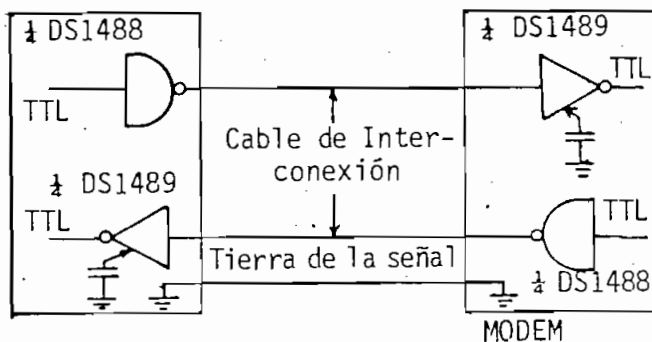 ¼ DS1488
¼ DS1489
TTL
TTL
Cable de Inter-
conexión
¼ DS1489
TTL
TTL
Tierra de la señal
¼ DS1488
MODEM